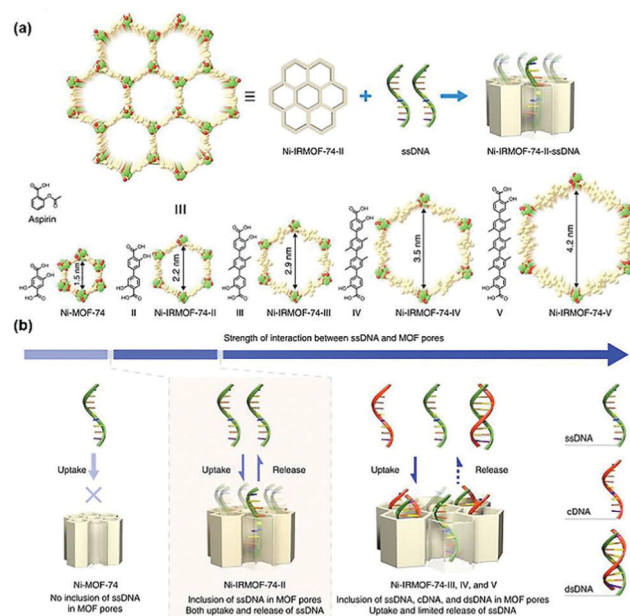 (a)
Ni-IRMOF-74-II
ssDNA
Ni-IRMOF-74-II-ssDNA
Aspirin
III
1.5 nm
2.2 nm
2.9 nm
3.5 nm
4.2 nm
Ni-MOF-74
II
Ni-IRMOF-74-II
III
Ni-IRMOF-74-III
IV
Ni-IRMOF-74-IV
V
Ni-IRMOF-74-V
(b)
Strength of interaction between ssDNA and MOF pores
Uptake
Ni-MOF-74
No inclusion of ssDNA
in MOF pores
Uptake
Release
Ni-IRMOF-74-II
Inclusion of ssDNA in MOF pores
Both uptake and release of ssDNA
Uptake
Release
Ni-IRMOF-74-III, IV, and V
Inclusion of ssDNA, cDNA, and dsDNA in MOF pores
Uptake and limited release of ssDNA
ssDNA
cDNA
dsDNA